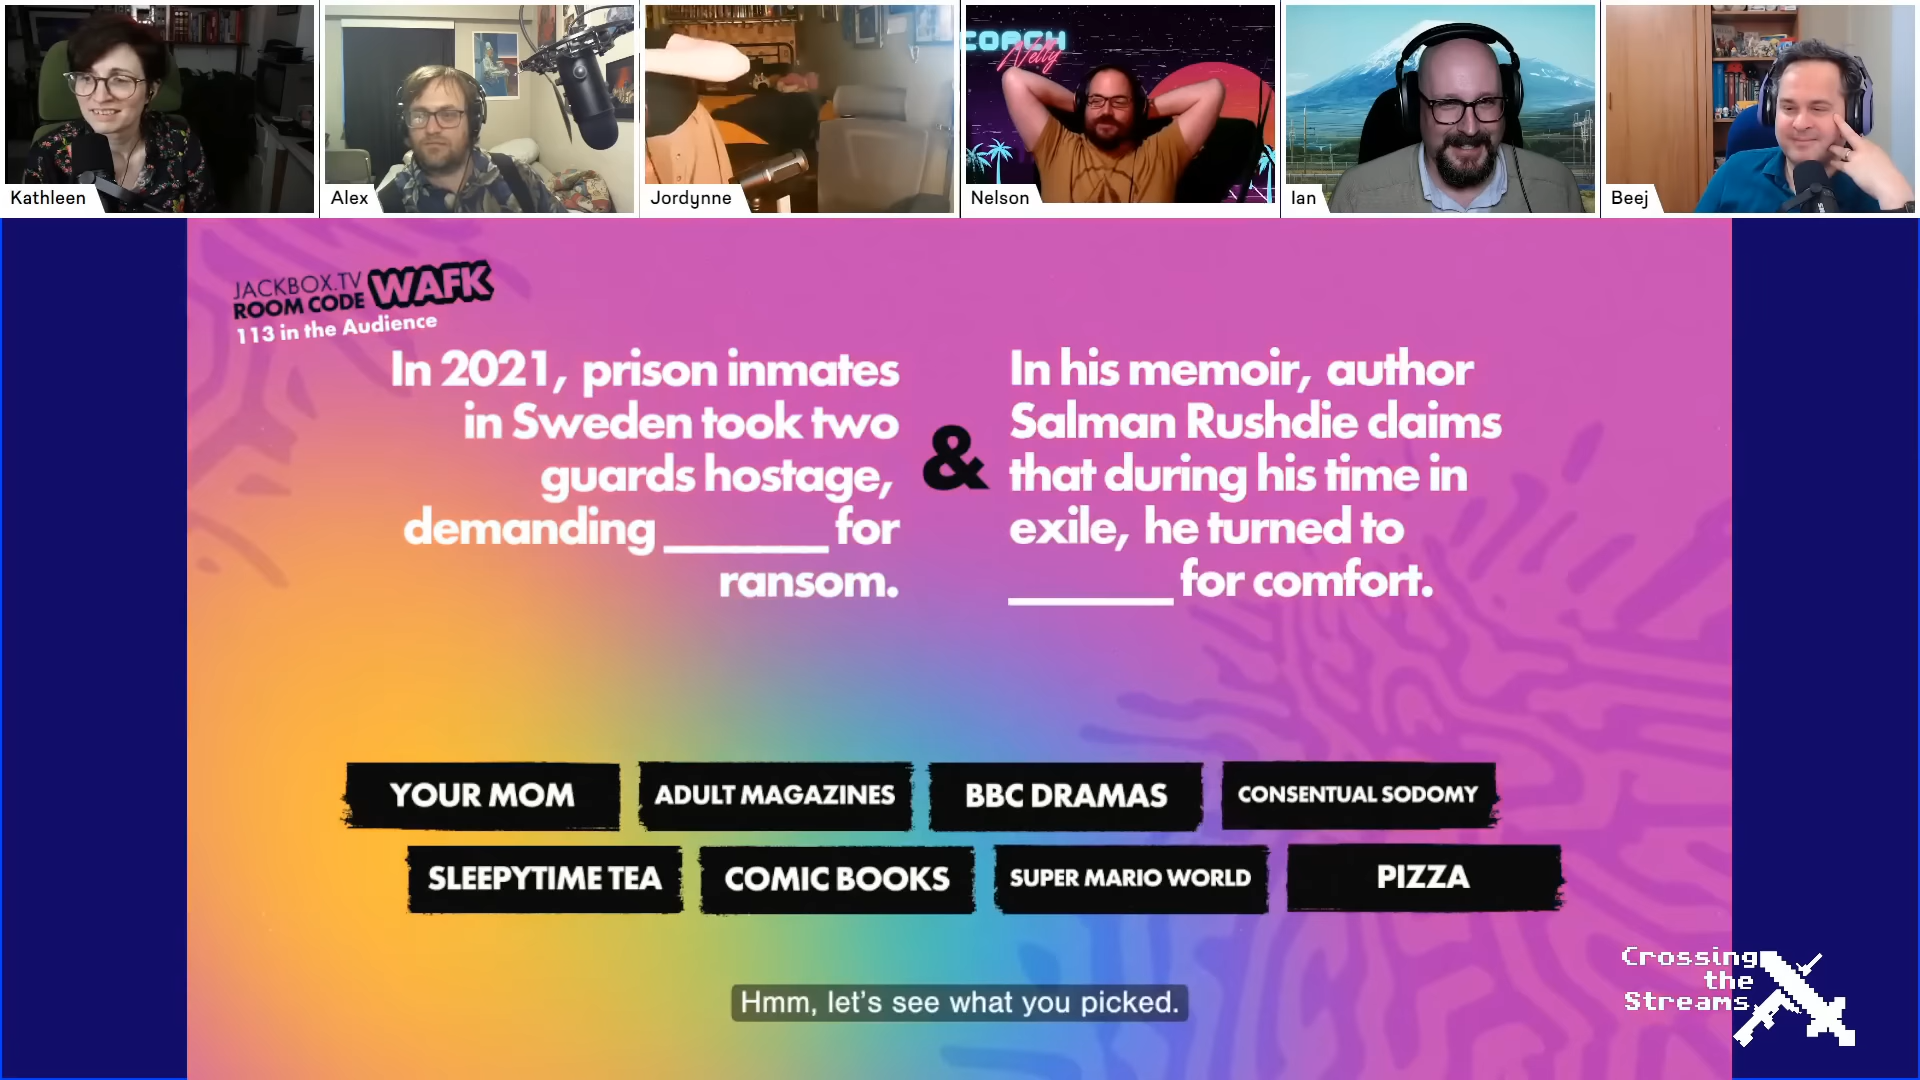 COACH
Nelly
Kathleen
Alex
Jordynne
Nelson
Ian
Beej
JACKBOX.TV
ROOM CODE WAFK
113 in the Audience
In 2021, prison inmates
in Sweden took two
guards hostage,
demanding ________ for
ransom.
&
In his memoir, author
Salman Rushdie claims
that during his time in
exile, he turned to
________ for comfort.
YOUR MOM
ADULT MAGAZINES
BBC DRAMAS
CONSENTUAL SODOMY
SLEEPYTIME TEA
COMIC BOOKS
SUPER MARIO WORLD
PIZZA
Hmm, let's see what you picked.
Crossing
the
Streams